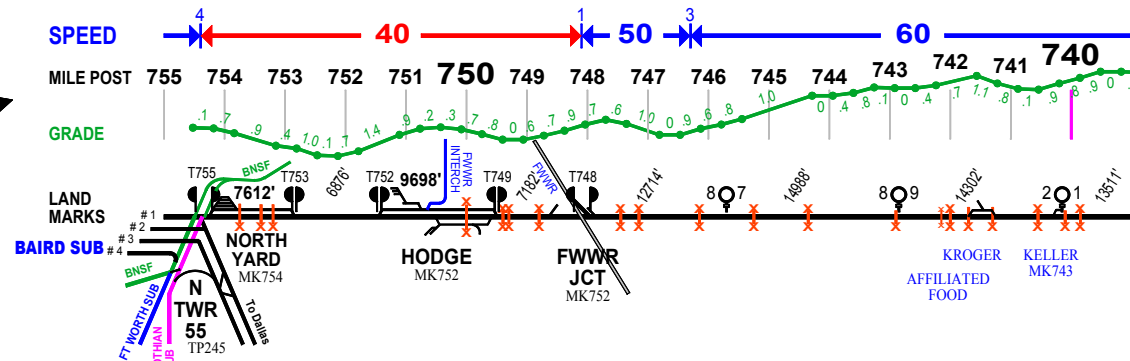 4 1 3
SPEED 40 50 60
MILE POST 755 754 753 752 751 750 749 748 747 746 745 744 743 742 741 740
GRADE .1 .7 .9 .4 1.0 .1 .7 1.4 .9 .2 .3 .7 .8 0 .6 .7 .9 .7 .6 1.0 0 .9 .6 .8 1.0 0 .4 .8 .1 0 .4 .7 1.1 .8 .1 .9 .8 .9 0
BNSF
T755 T753 T752 T749 T748
FWWR
INTERCH
FWWR
LAND
MARKS
7612' 6876' 9698' 7182' 12714' 8 7 14988' 8 9 14302' 2 1 13511'
# 1
# 2
# 3
# 4
BAIRD SUB
NORTH
YARD
MK754
HODGE
MK752
FWWR
JCT
MK752
KROGER
AFFILIATED
FOOD
KELLER
MK743
BNSF
N
TWR
55
TP245
To Dallas
FT WORTH SUB
OTHIAN
UB